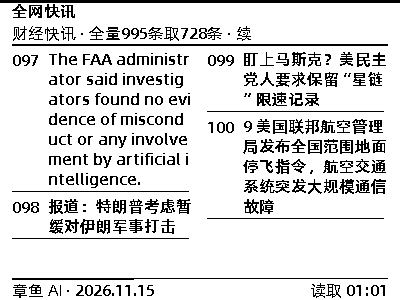 全网快讯
财经快讯 · 全量995条取728条 · 续
097 The FAA administr
ator said investig
ators found no evi
dence of miscond
uct or any involve
ment by artificial i
ntelligence.
098 报道：特朗普考虑暂
缓对伊朗军事打击
099 盯上马斯克？美民主
党人要求保留“星链
”限速记录
100 9 美国联邦航空管理
局发布全国范围地面
停飞指令，航空交通
系统突发大规模通信
故障
章鱼 AI · 2026.11.15
读取 01:01